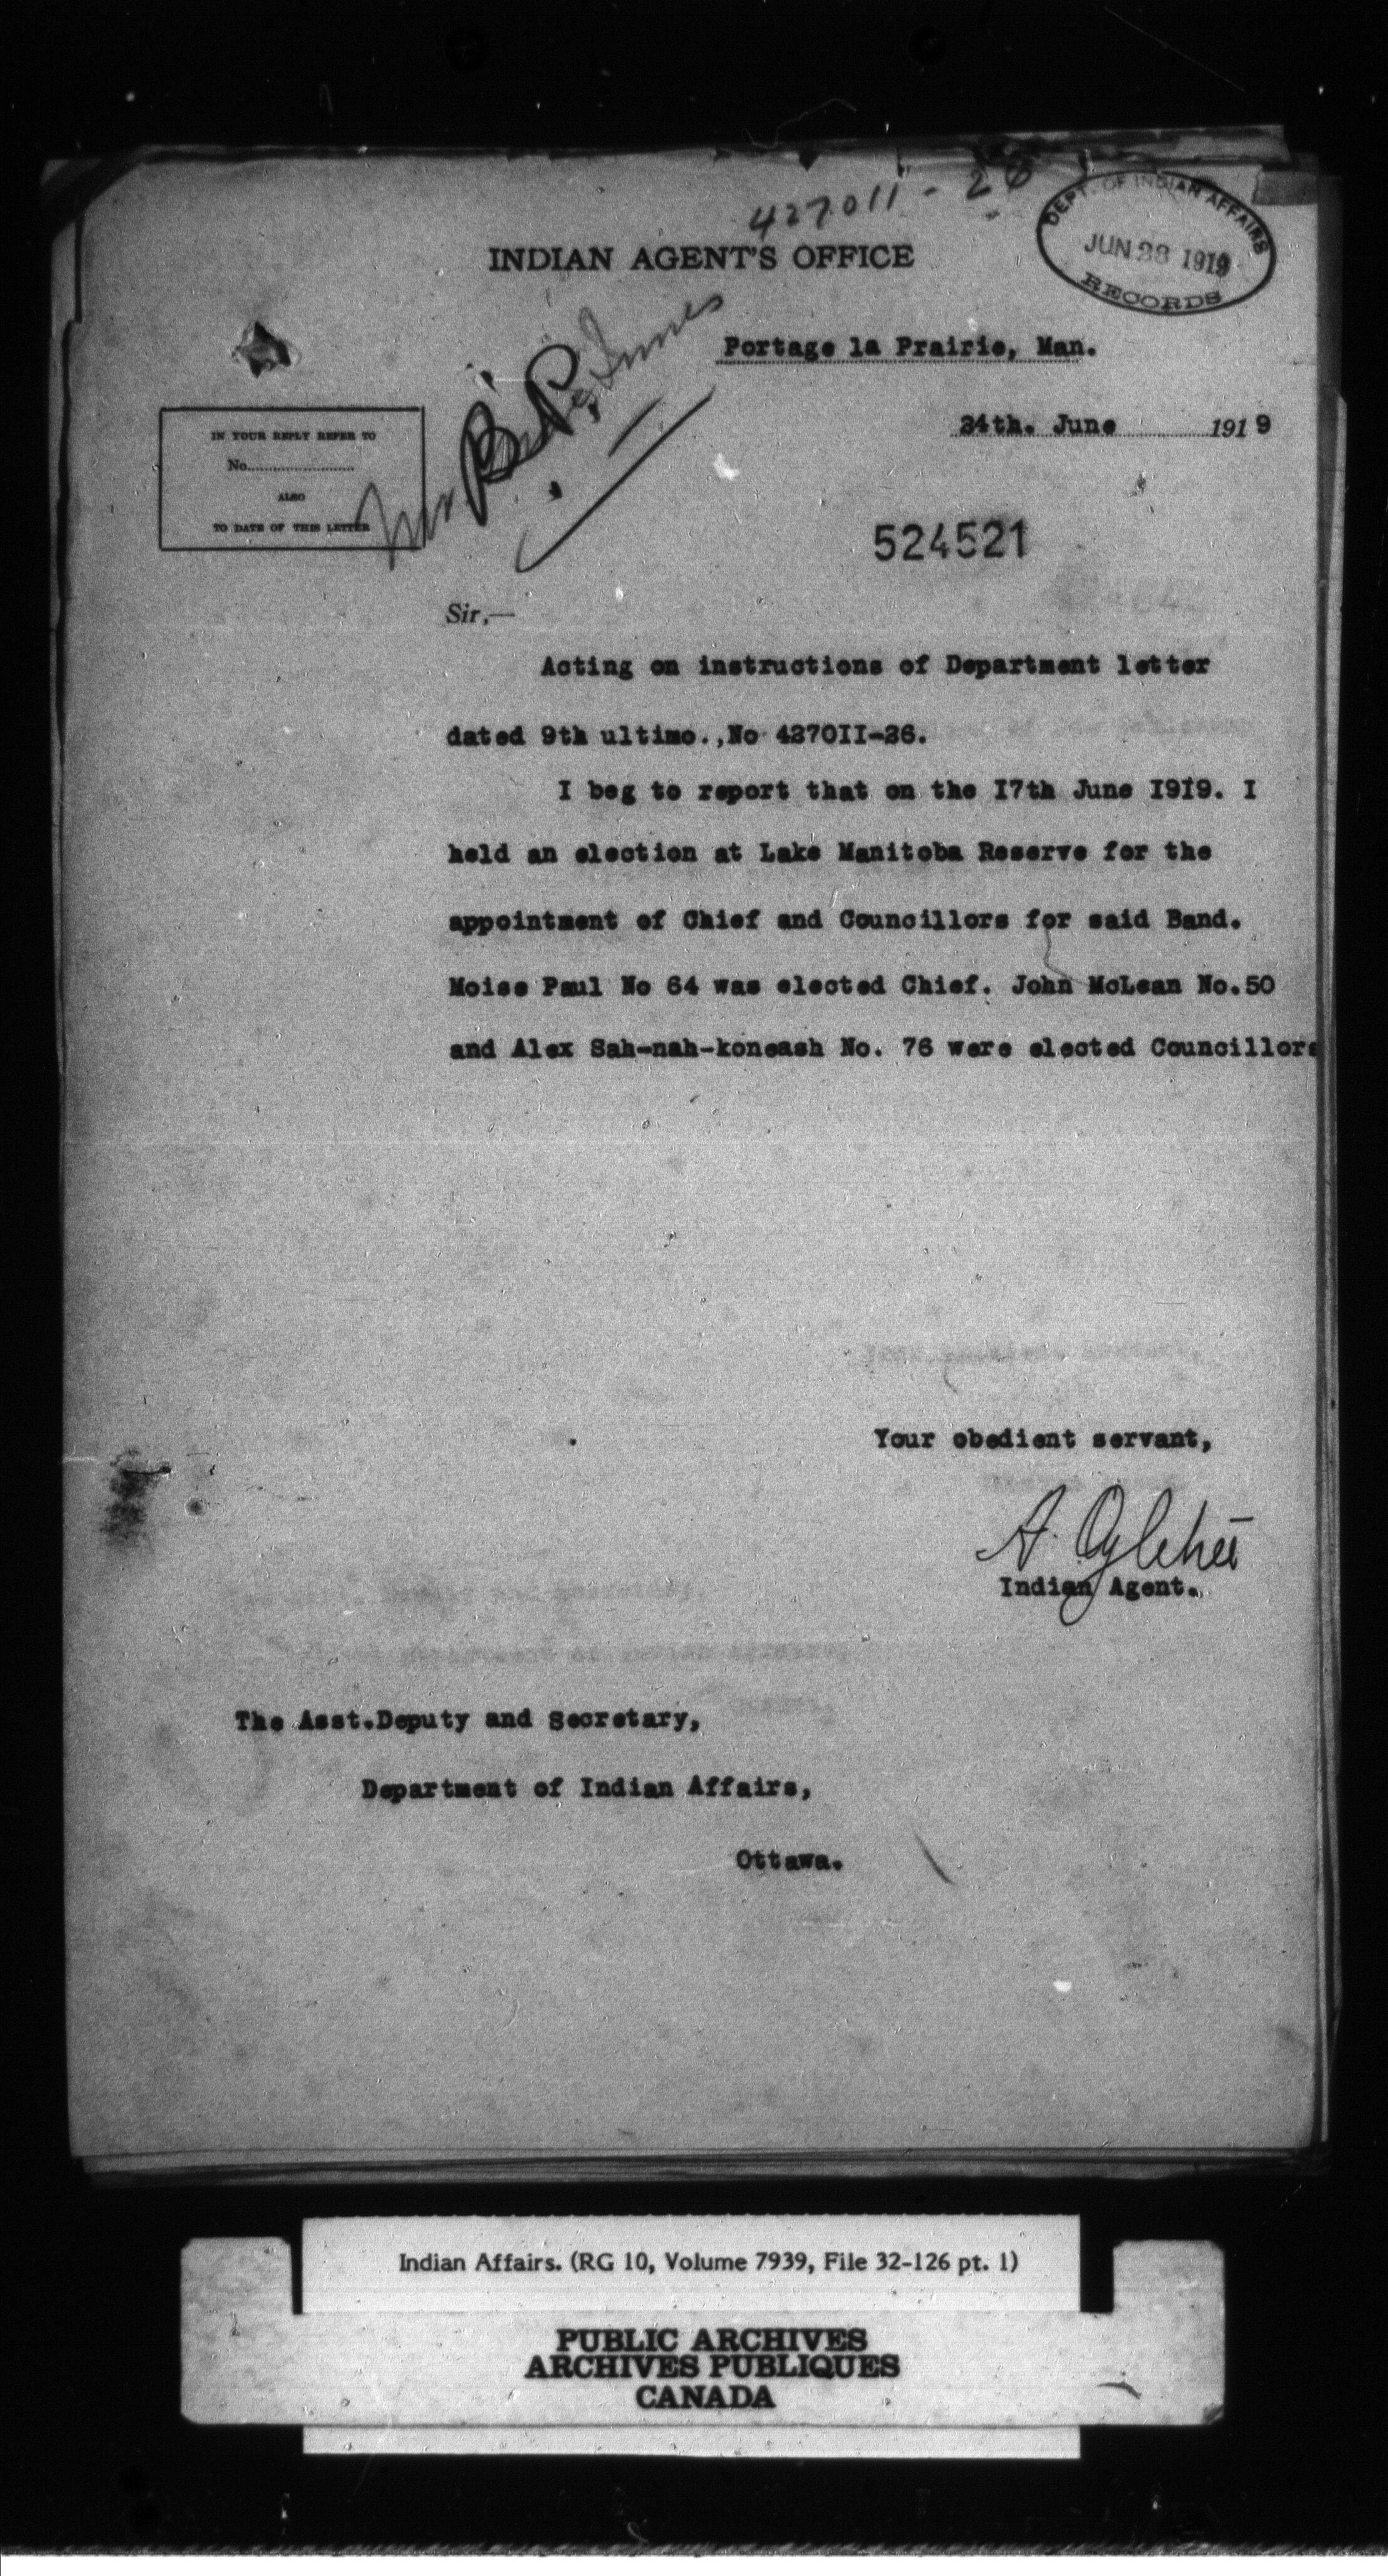 427011 - 26
DEPT. OF INDIAN AFFAIRS
JUN 28 1919
RECORDS
INDIAN AGENT'S OFFICE
Portage la Prairie, Man.
24th. June 1919
IN YOUR REPLY REFER TO
No.
ALSO
TO DATE OF THIS LETTER
524521
Sir,—
Acting on instructions of Department letter
dated 9th ultimo.,No 427OII-26.
I beg to report that on the I7th June I9I9. I
held an election at Lake Manitoba Reserve for the
appointment of Chief and Councillors for said Band.
Moise Paul No 64 was elected Chief. John McLean No.50
and Alex Sah-nah-koneash No. 76 were elected Councillors
Your obedient servant,
A. Ogletree
Indian Agent.
The Asst.Deputy and Secretary,
Department of Indian Affairs,
Ottawa.
Indian Affairs. (RG 10, Volume 7939, File 32-126 pt. 1)
PUBLIC ARCHIVES
ARCHIVES PUBLIQUES
CANADA